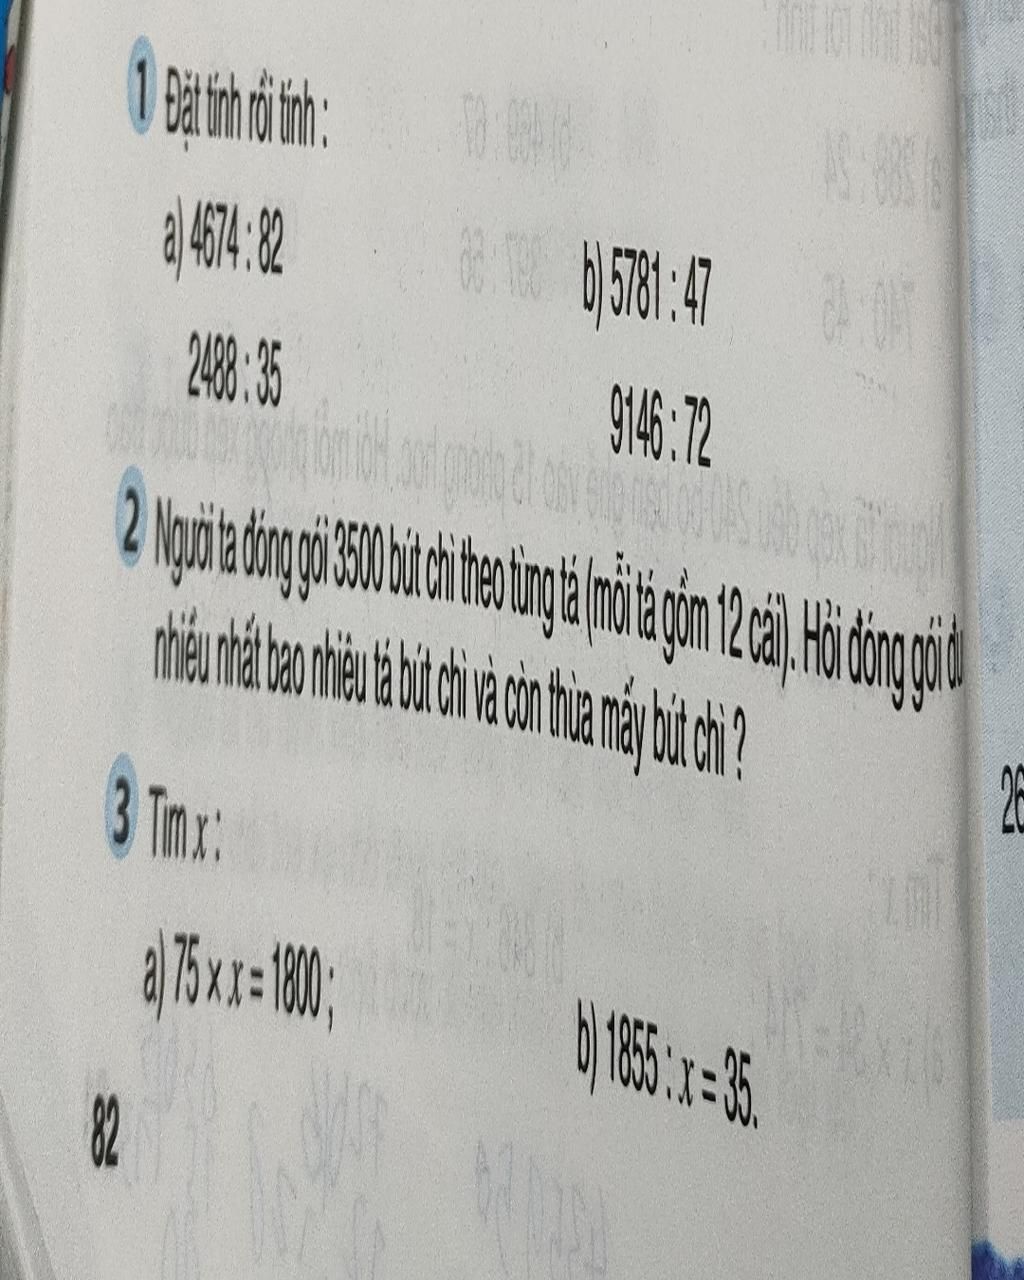 1 Đặt tính rồi tính :
a) 4674 : 82
b) 5781 : 47
2488 : 35
9146 : 72
2 Người ta đóng gói 3500 bút chì theo từng tá (mỗi tá gồm 12 cái). Hỏi đóng gói
nhiều nhất bao nhiêu tá bút chì và còn thừa mấy bút chì ?
3 Tìm x :
a) 75 × x = 1800 ;
b) 1855 : x = 35.
82
26